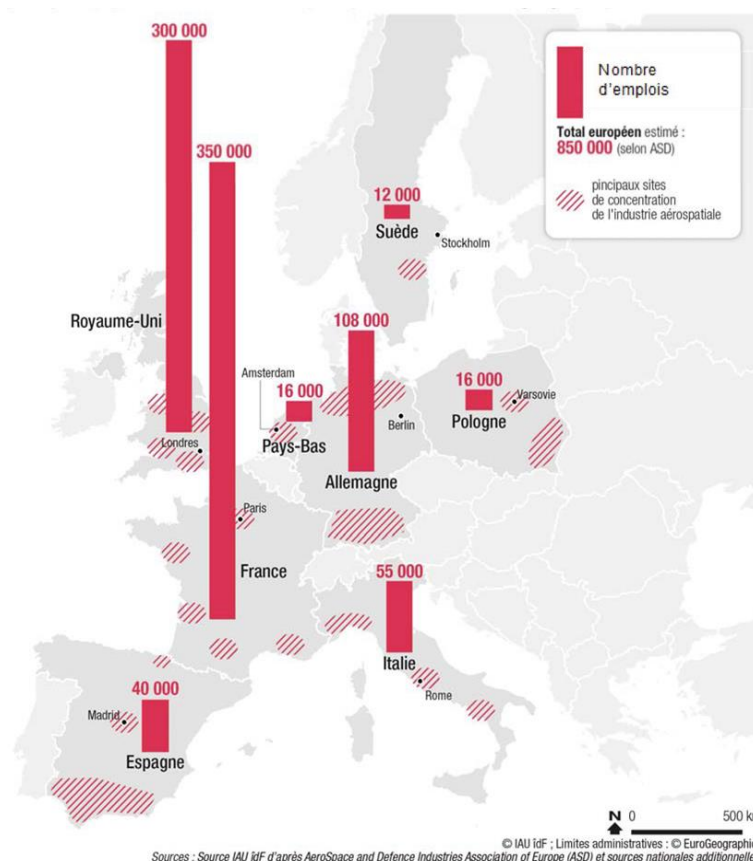 300 000
Nombre
d'emplois
Total européen estimé :
850 000 (selon ASD)
pincipaux sites
de concentration
de l'industrie aérospatiale
350 000
12 000
Suède
Stockholm
Royaume-Uni
108 000
Amsterdam
16 000
16 000
Varsovie
Pologne
Berlin
Pays-Bas
Londres
Allemagne
Paris
France
55 000
Italie
Rome
40 000
Madrid
Espagne
N 0 500 km
© IAU îdF ; Limites administratives : © EuroGeographic
Sources : Source IAU îdF d'après AeroSpace and Defence Industries Association of Europe (ASD) et sources nationales additionnelle